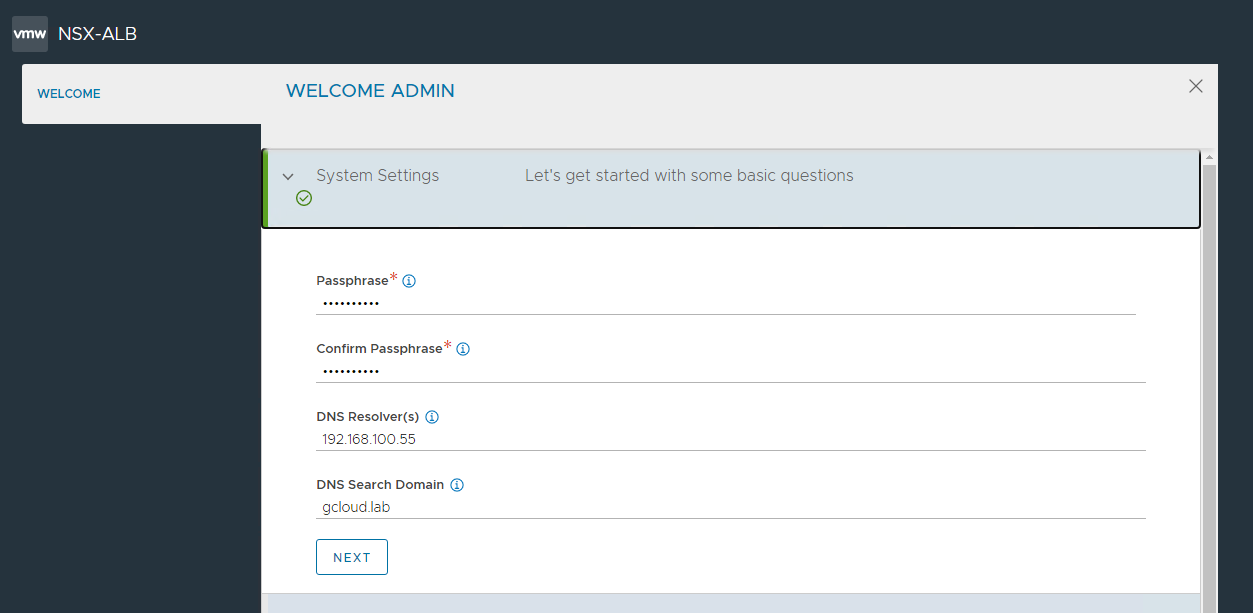 vmw NSX-ALB
WELCOME
WELCOME ADMIN
System Settings Let's get started with some basic questions
Passphrase*
••••••••••
Confirm Passphrase*
••••••••••
DNS Resolver(s)
192.168.100.55
DNS Search Domain
gcloud.lab
NEXT